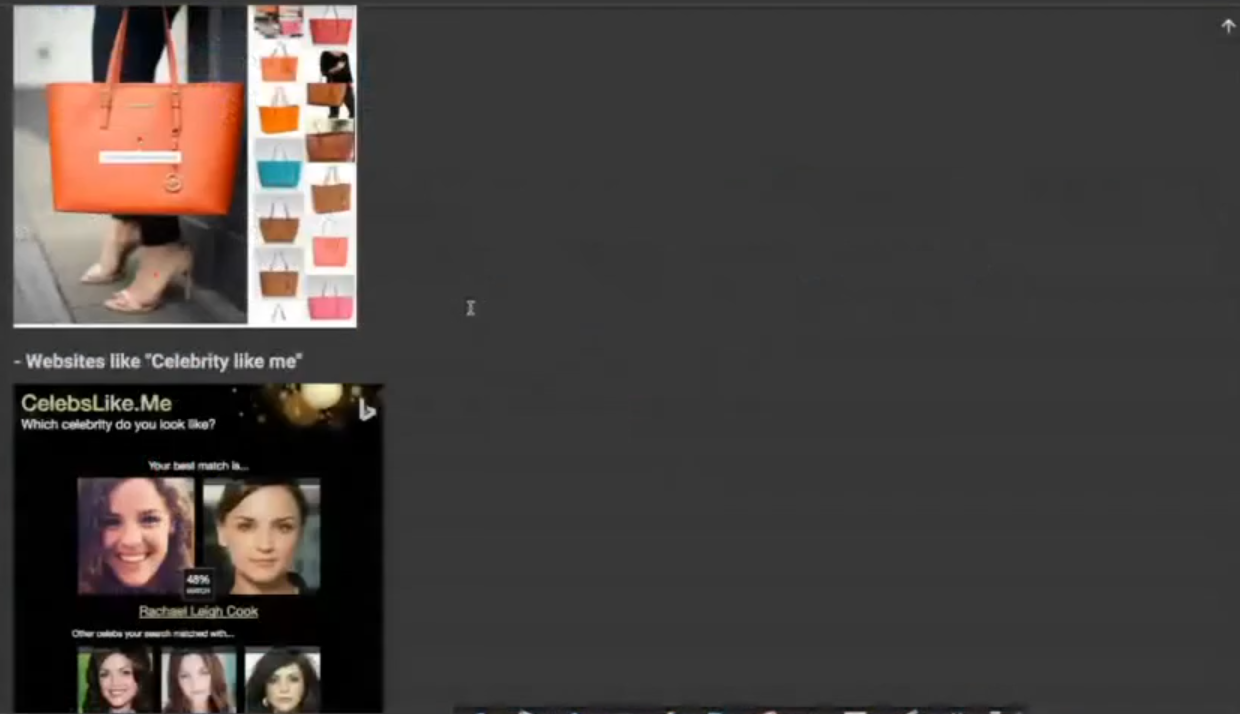 - Websites like "Celebrity like me"
CelebsLike.Me
Which celebrity do you look like?
Your best match is...
48%
MATCH
Rachael Leigh Cook
Other celebs your search matched with...